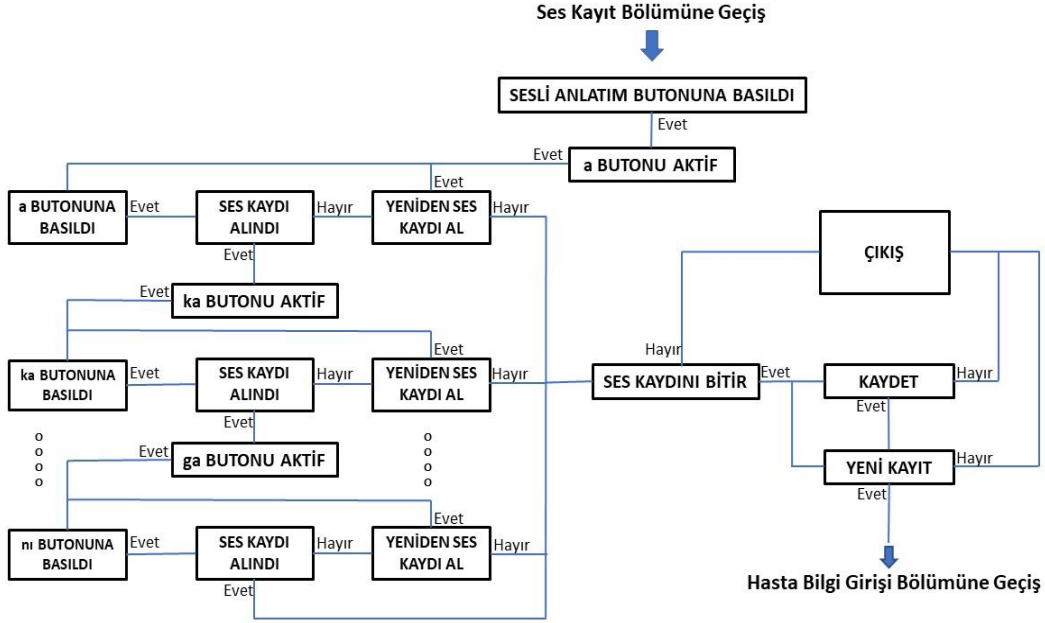 Ses Kayıt Bölümüne Geçiş
SESLİ ANLATIM BUTONUNA BASILDI
Evet
Evet
a BUTONU AKTİF
Evet
a BUTONUNA
BASILDI
Evet
SES KAYDI
ALINDI
Hayır
YENİDEN SES
KAYDI AL
Hayır
Evet
Evet
ka BUTONU AKTİF
Evet
ka BUTONUNA
BASILDI
Evet
SES KAYDI
ALINDI
Hayır
YENİDEN SES
KAYDI AL
Hayır
Evet
o
o
o
o
Evet
ga BUTONU AKTİF
o
o
o
o
Evet
nı BUTONUNA
BASILDI
Evet
SES KAYDI
ALINDI
Hayır
YENİDEN SES
KAYDI AL
Hayır
Evet
ÇIKIŞ
Hayır
SES KAYDINI BİTİR
Evet
KAYDET
Hayır
Evet
YENİ KAYIT
Hayır
Evet
Hasta Bilgi Girişi Bölümüne Geçiş